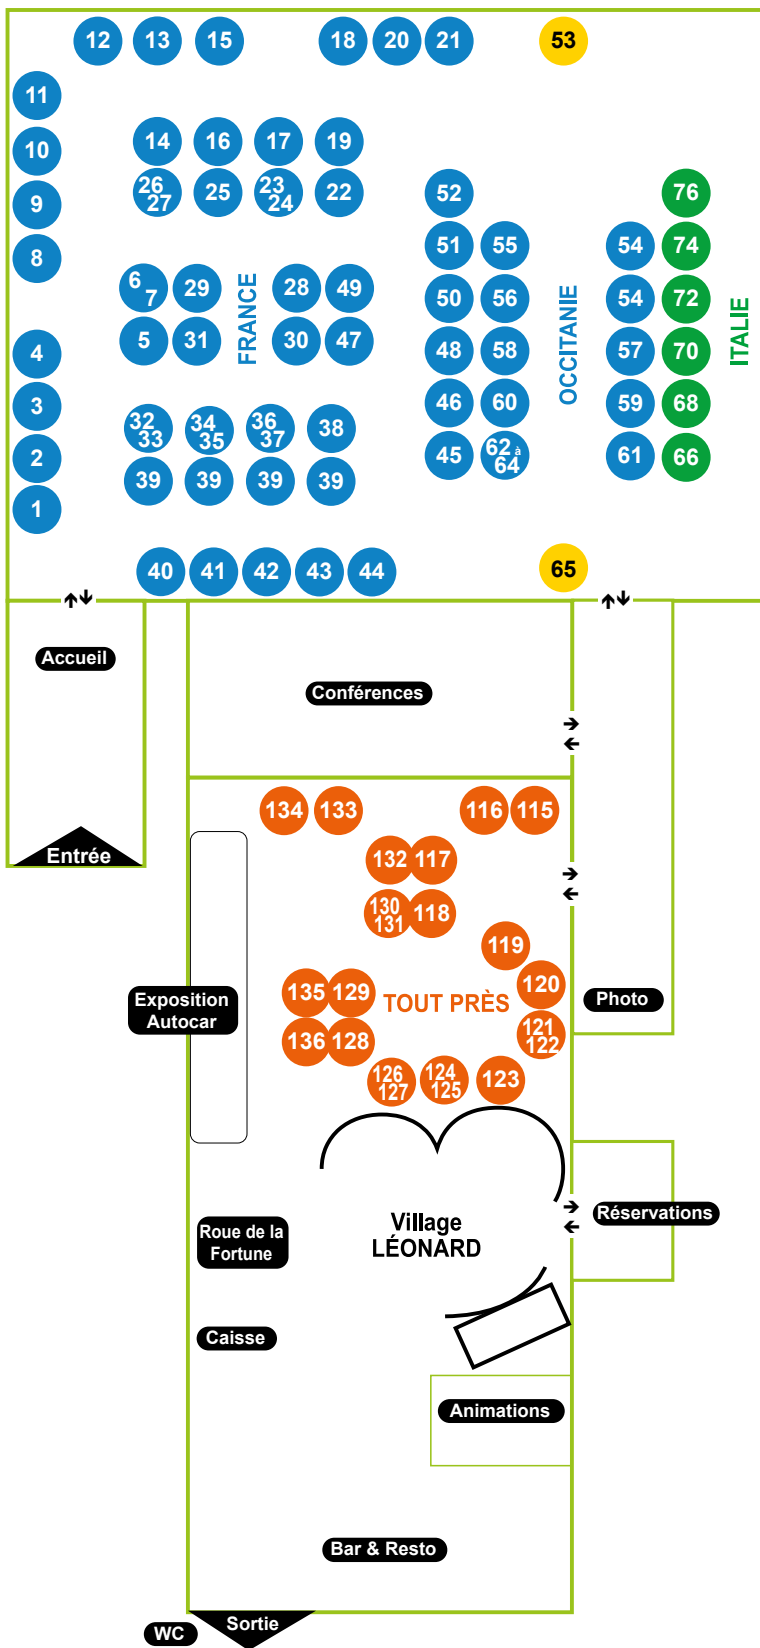 12 13 15 18 20 21 53
11
14 16 17 19
10
26 27 25 23 24 22 52 76
9
51 55 54 74
8
6 7 29 28 49 50 56 54 72
FRANCE
OCCITANIE
ITALIE
5 31 30 47 48 58 57 70
4
3
46 60 59 68
32 33 34 35 36 37 38
2
45 62 à 64 61 66
39 39 39 39
1
40 41 42 43 44 65
Accueil
Conférences
134 133 116 115
Entrée
132 117
130 131 118
119
135 129 TOUT PRÈS 120
Exposition
Autocar
Photo
136 128 121 122
126 127 124 125 123
Réservations
Village
LÉONARD
Roue de la
Fortune
Caisse
Animations
Bar & Resto
Sortie
WC